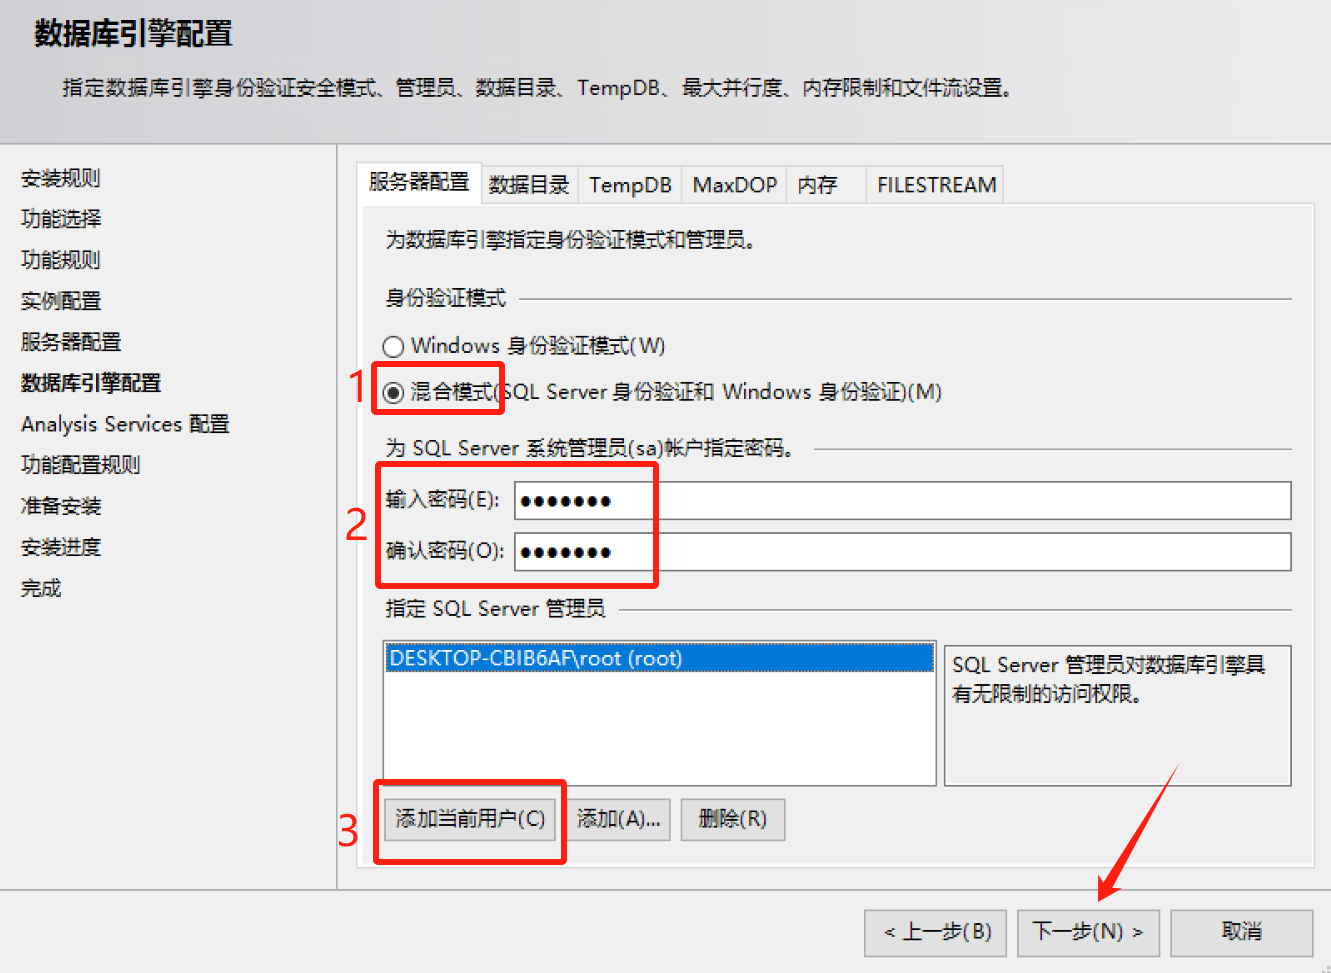 数据库引擎配置
指定数据库引擎身份验证安全模式、管理员、数据目录、TempDB、最大并行度、内存限制和文件流设置。
安装规则
功能选择
功能规则
实例配置
服务器配置
数据库引擎配置
Analysis Services 配置
功能配置规则
准备安装
安装进度
完成
服务器配置 数据目录 TempDB MaxDOP 内存 FILESTREAM
为数据库引擎指定身份验证模式和管理员。
身份验证模式
Windows 身份验证模式(W)
1 混合模式(SQL Server 身份验证和 Windows 身份验证)(M)
为 SQL Server 系统管理员(sa)帐户指定密码。
输入密码(E): ●●●●●●●
2
确认密码(O): ●●●●●●●
指定 SQL Server 管理员
DESKTOP-CBIB6AF\root (root)
SQL Server 管理员对数据库引擎具
有无限制的访问权限。
3 添加当前用户(C) 添加(A)... 删除(R)
< 上一步(B) 下一步(N) > 取消